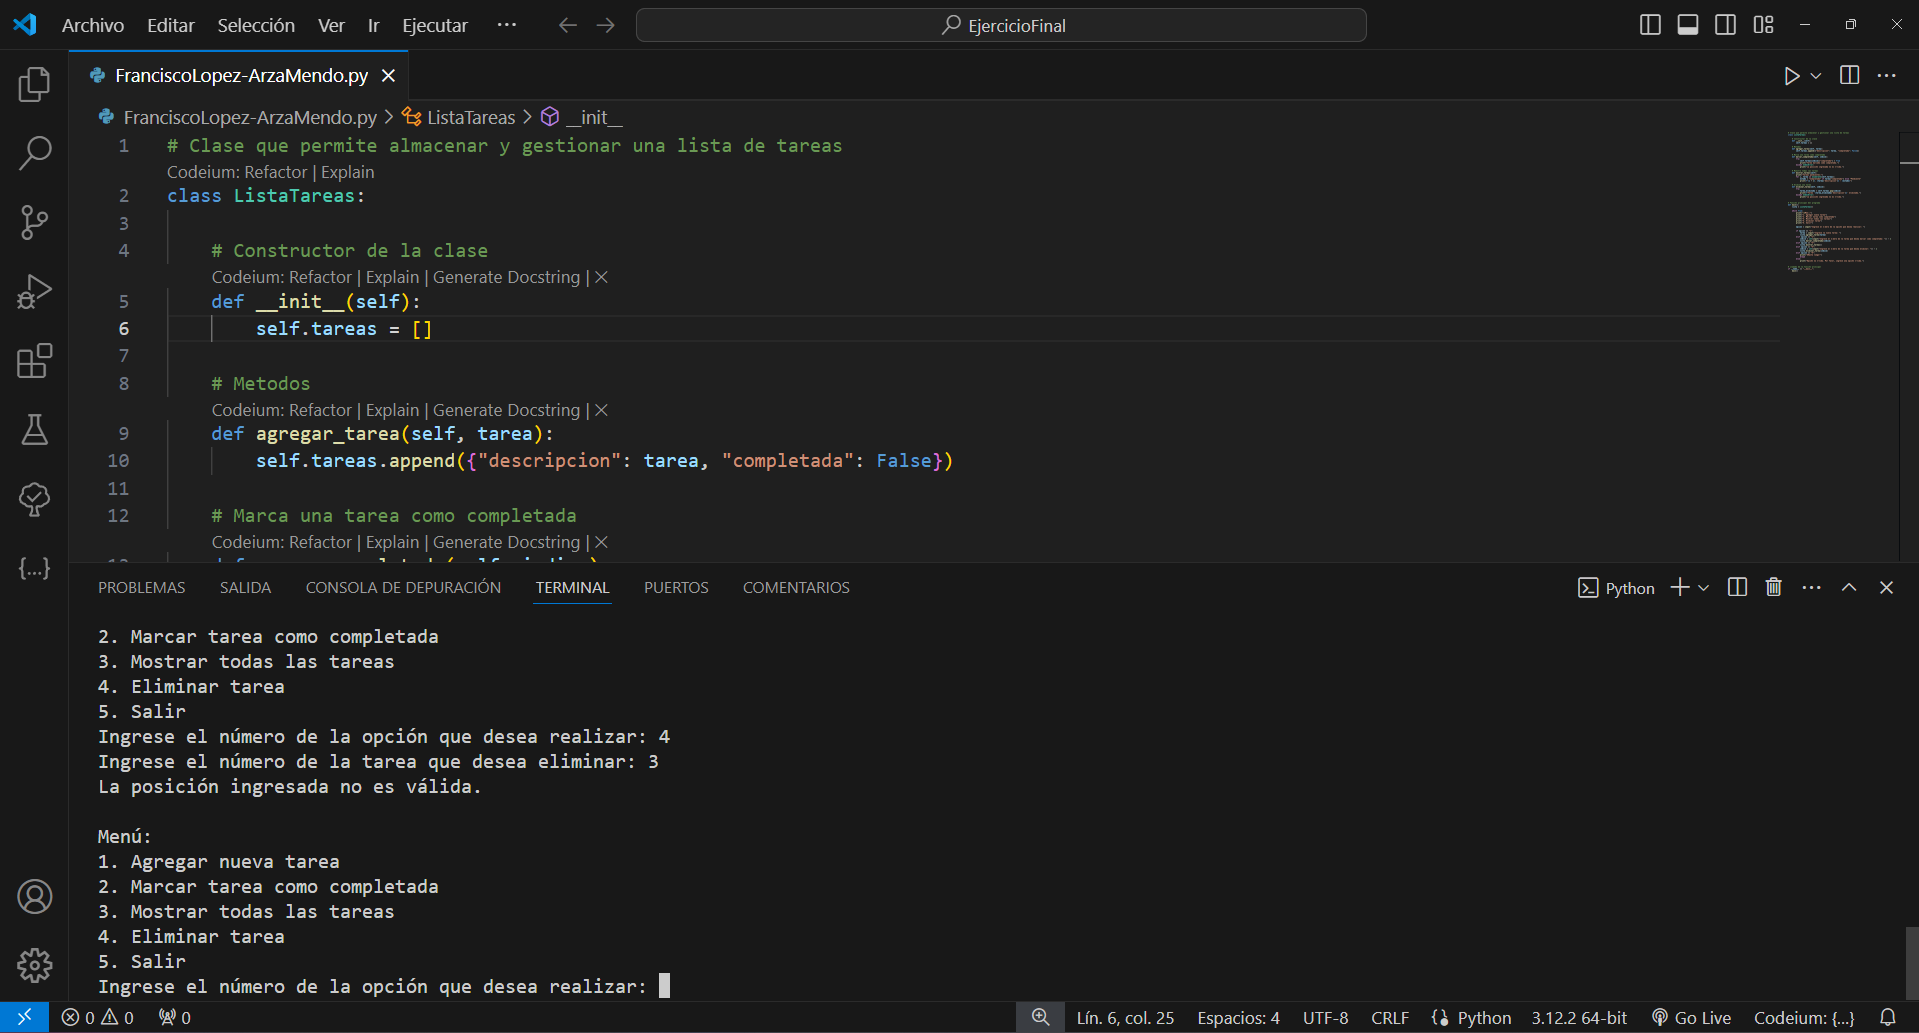 Archivo Editar Selección Ver Ir Ejecutar ··· EjercicioFinal
FranciscoLopez-ArzaMendo.py
FranciscoLopez-ArzaMendo.py > ListaTareas > __init__
1 # Clase que permite almacenar y gestionar una lista de tareas
Codeium: Refactor | Explain
2 class ListaTareas:
3
4 # Constructor de la clase
Codeium: Refactor | Explain | Generate Docstring | ×
5 def __init__(self):
6 self.tareas = []
7
8 # Metodos
Codeium: Refactor | Explain | Generate Docstring | ×
9 def agregar_tarea(self, tarea):
10 self.tareas.append({"descripcion": tarea, "completada": False})
11
12 # Marca una tarea como completada
Codeium: Refactor | Explain | Generate Docstring | ×
PROBLEMAS SALIDA CONSOLA DE DEPURACIÓN TERMINAL PUERTOS COMENTARIOS Python
2. Marcar tarea como completada
3. Mostrar todas las tareas
4. Eliminar tarea
5. Salir
Ingrese el número de la opción que desea realizar: 4
Ingrese el número de la tarea que desea eliminar: 3
La posición ingresada no es válida.
Menú:
1. Agregar nueva tarea
2. Marcar tarea como completada
3. Mostrar todas las tareas
4. Eliminar tarea
5. Salir
Ingrese el número de la opción que desea realizar:
0 0 0 Lín. 6, col. 25 Espacios: 4 UTF-8 CRLF Python 3.12.2 64-bit Go Live Codeium: {...}